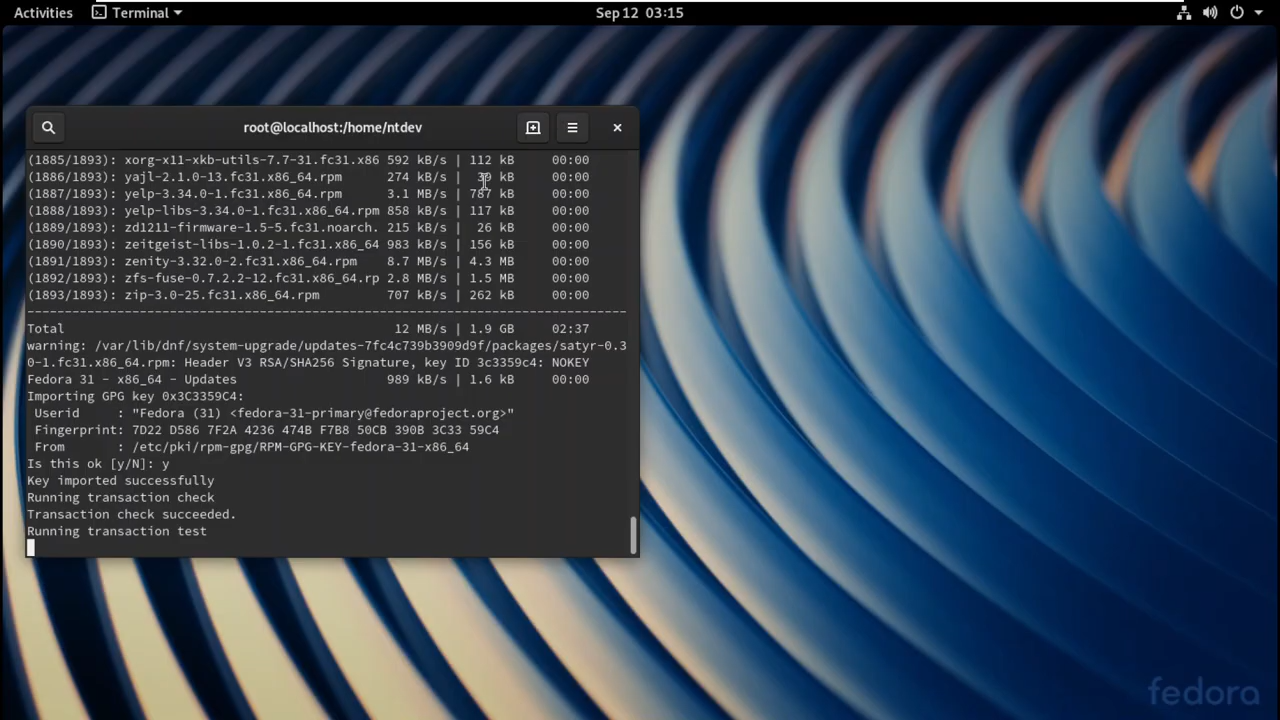 Activities Terminal Sep 12 03:15
root@localhost:/home/ntdev
(1885/1893): xorg-x11-xkb-utils-7.7-31.fc31.x86 592 kB/s | 112 kB 00:00
(1886/1893): yajl-2.1.0-13.fc31.x86_64.rpm 274 kB/s | 39 kB 00:00
(1887/1893): yelp-3.34.0-1.fc31.x86_64.rpm 3.1 MB/s | 787 kB 00:00
(1888/1893): yelp-libs-3.34.0-1.fc31.x86_64.rpm 858 kB/s | 117 kB 00:00
(1889/1893): zd1211-firmware-1.5-5.fc31.noarch. 215 kB/s | 26 kB 00:00
(1890/1893): zeitgeist-libs-1.0.2-1.fc31.x86_64 983 kB/s | 156 kB 00:00
(1891/1893): zenity-3.32.0-2.fc31.x86_64.rpm 8.7 MB/s | 4.3 MB 00:00
(1892/1893): zfs-fuse-0.7.2.2-12.fc31.x86_64.rp 2.8 MB/s | 1.5 MB 00:00
(1893/1893): zip-3.0-25.fc31.x86_64.rpm 707 kB/s | 262 kB 00:00
--------------------------------------------------------------------------------
Total 12 MB/s | 1.9 GB 02:37
warning: /var/lib/dnf/system-upgrade/updates-7fc4c739b3909d9f/packages/satyr-0.3
0-1.fc31.x86_64.rpm: Header V3 RSA/SHA256 Signature, key ID 3c3359c4: NOKEY
Fedora 31 - x86_64 - Updates 989 kB/s | 1.6 kB 00:00
Importing GPG key 0x3C3359C4:
Userid : "Fedora (31) <fedora-31-primary@fedoraproject.org>"
Fingerprint: 7D22 D586 7F2A 4236 474B F7B8 50CB 390B 3C33 59C4
From : /etc/pki/rpm-gpg/RPM-GPG-KEY-fedora-31-x86_64
Is this ok [y/N]: y
Key imported successfully
Running transaction check
Transaction check succeeded.
Running transaction test
fedora